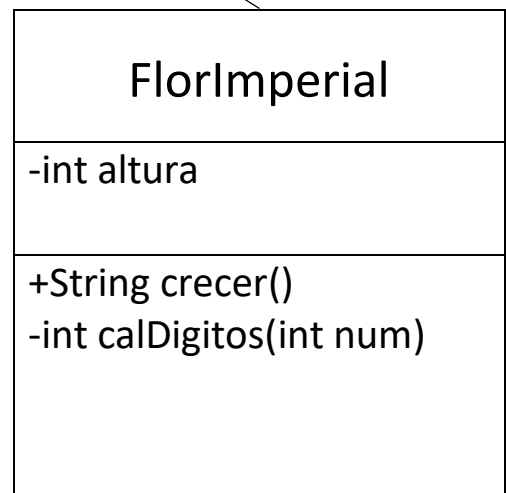 FlorImperial
-int altura
+String crecer()
-int calDigitos(int num)